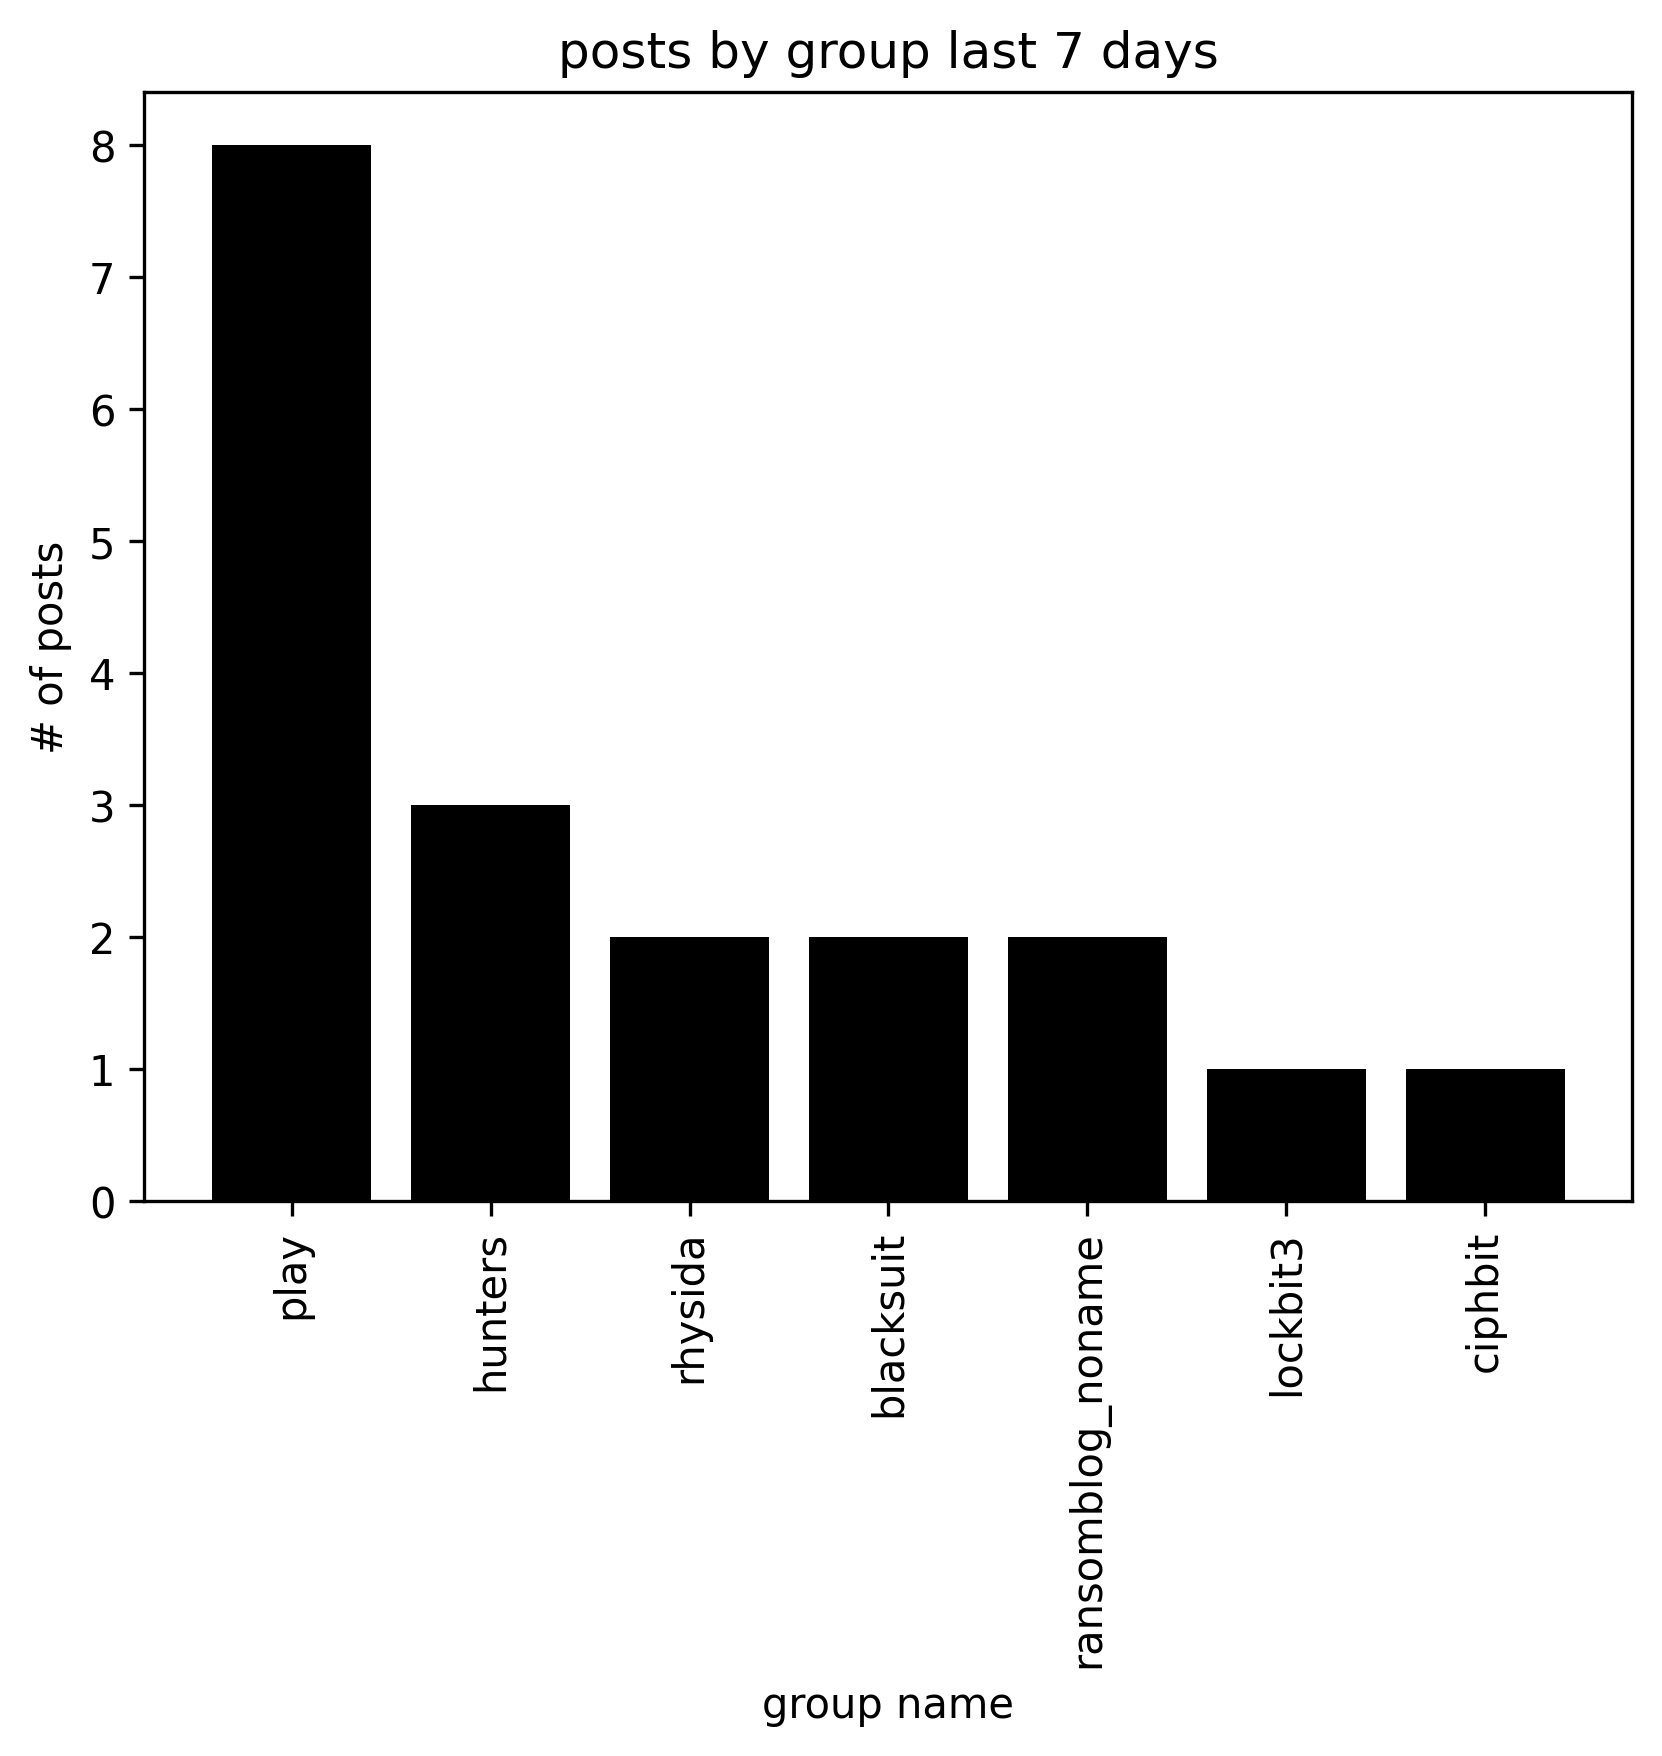 posts by group last 7 days
# of posts
8
7
6
5
4
3
2
1
0
play
hunters
rhysida
blacksuit
ransomblog_noname
lockbit3
ciphbit
group name